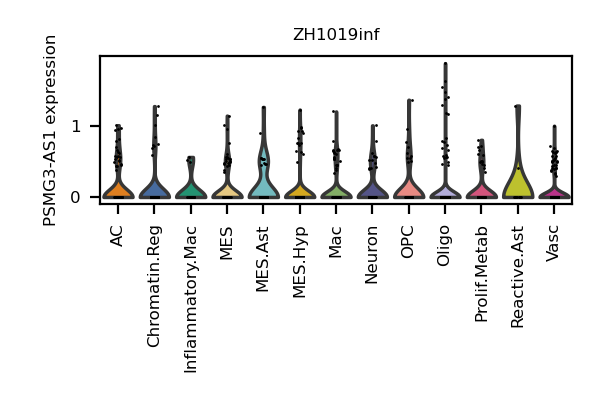 ZH1019inf
PSMG3-AS1 expression
1
0
AC
Chromatin.Reg
Inflammatory.Mac
MES
MES.Ast
MES.Hyp
Mac
Neuron
OPC
Oligo
Prolif.Metab
Reactive.Ast
Vasc